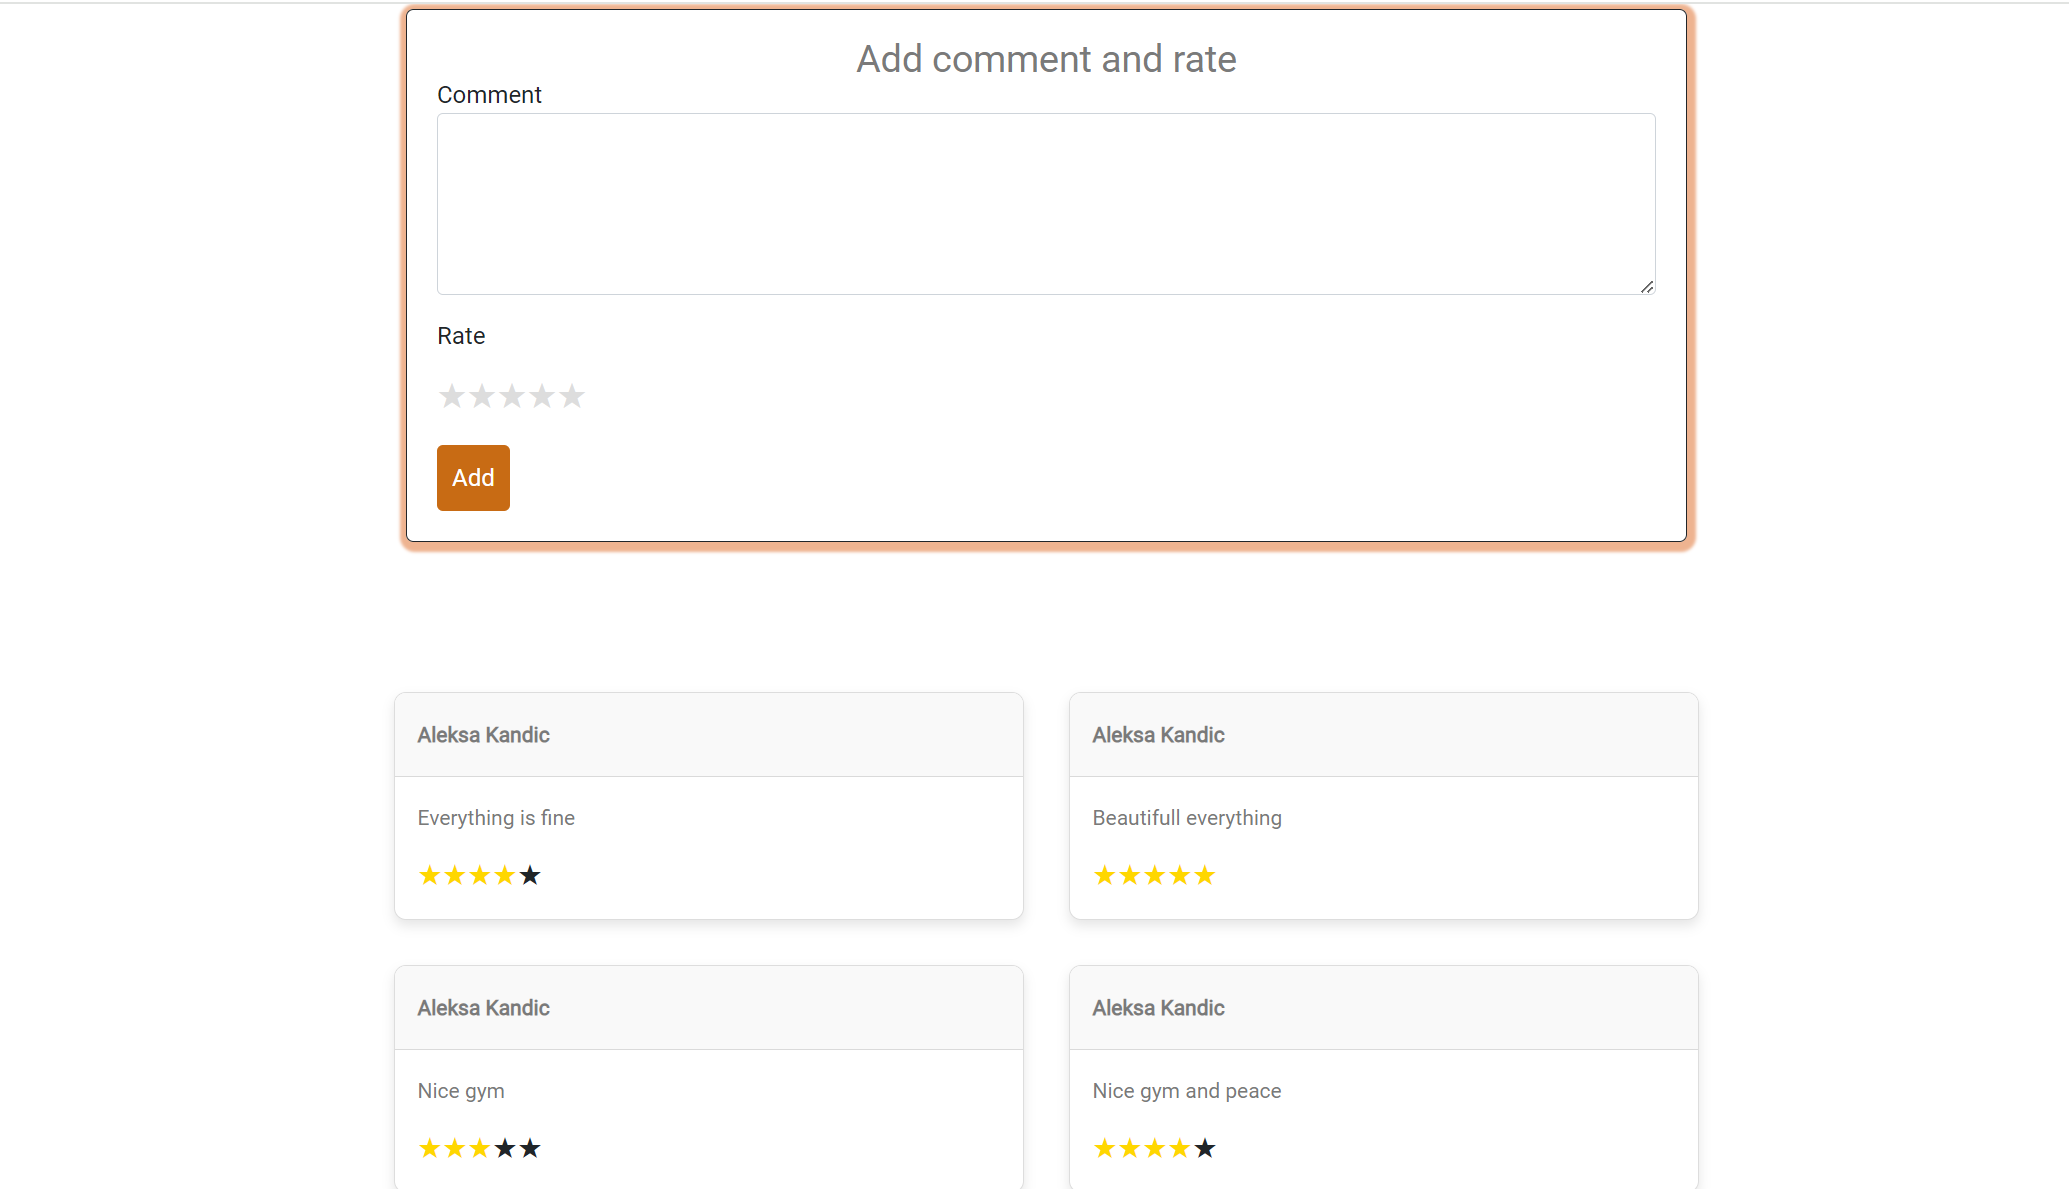 Add comment and rate
Comment
Rate
Add
Aleksa Kandic
Everything is fine
Aleksa Kandic
Beautifull everything
Aleksa Kandic
Nice gym
Aleksa Kandic
Nice gym and peace